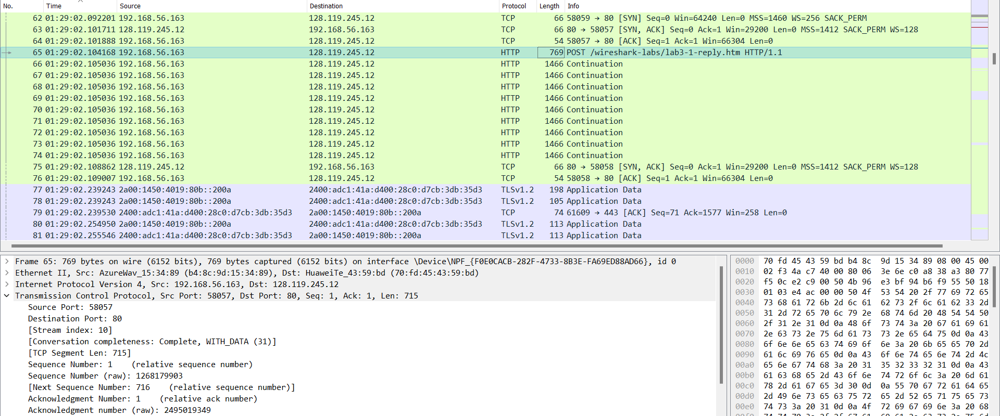 No. Time Source Destination Protocol Length Info
62 01:29:02.092201 192.168.56.163 128.119.245.12 TCP 66 58059 → 80 [SYN] Seq=0 Win=64240 Len=0 MSS=1460 WS=256 SACK_PERM
63 01:29:02.101711 128.119.245.12 192.168.56.163 TCP 66 80 → 58057 [SYN, ACK] Seq=0 Ack=1 Win=29200 Len=0 MSS=1412 SACK_PERM WS=128
64 01:29:02.101888 192.168.56.163 128.119.245.12 TCP 54 58057 → 80 [ACK] Seq=1 Ack=1 Win=66304 Len=0
65 01:29:02.104168 192.168.56.163 128.119.245.12 HTTP 769 POST /wireshark-labs/lab3-1-reply.htm HTTP/1.1
66 01:29:02.105036 192.168.56.163 128.119.245.12 HTTP 1466 Continuation
67 01:29:02.105036 192.168.56.163 128.119.245.12 HTTP 1466 Continuation
68 01:29:02.105036 192.168.56.163 128.119.245.12 HTTP 1466 Continuation
69 01:29:02.105036 192.168.56.163 128.119.245.12 HTTP 1466 Continuation
70 01:29:02.105036 192.168.56.163 128.119.245.12 HTTP 1466 Continuation
71 01:29:02.105036 192.168.56.163 128.119.245.12 HTTP 1466 Continuation
72 01:29:02.105036 192.168.56.163 128.119.245.12 HTTP 1466 Continuation
73 01:29:02.105036 192.168.56.163 128.119.245.12 HTTP 1466 Continuation
74 01:29:02.105036 192.168.56.163 128.119.245.12 HTTP 1466 Continuation
75 01:29:02.108862 128.119.245.12 192.168.56.163 TCP 66 80 → 58058 [SYN, ACK] Seq=0 Ack=1 Win=29200 Len=0 MSS=1412 SACK_PERM WS=128
76 01:29:02.109007 192.168.56.163 128.119.245.12 TCP 54 58058 → 80 [ACK] Seq=1 Ack=1 Win=66304 Len=0
77 01:29:02.239243 2a00:1450:4019:80b::200a 2400:adc1:41a:d400:28c0:d7cb:3db:35d3 TLSv1.2 198 Application Data
78 01:29:02.239243 2a00:1450:4019:80b::200a 2400:adc1:41a:d400:28c0:d7cb:3db:35d3 TLSv1.2 105 Application Data
79 01:29:02.239530 2400:adc1:41a:d400:28c0:d7cb:3db:35d3 2a00:1450:4019:80b::200a TCP 74 61609 → 443 [ACK] Seq=71 Ack=1577 Win=258 Len=0
80 01:29:02.254950 2a00:1450:4019:80b::200a 2400:adc1:41a:d400:28c0:d7cb:3db:35d3 TLSv1.2 113 Application Data
81 01:29:02.255546 2400:adc1:41a:d400:28c0:d7cb:3db:35d3 2a00:1450:4019:80b::200a TLSv1.2 113 Application Data
Frame 65: 769 bytes on wire (6152 bits), 769 bytes captured (6152 bits) on interface \Device\NPF_{F0E0CACB-282F-4733-8B3E-FA69ED88AD66}, id 0
Ethernet II, Src: AzureWav_15:34:89 (b4:8c:9d:15:34:89), Dst: HuaweiTe_43:59:bd (70:fd:45:43:59:bd)
Internet Protocol Version 4, Src: 192.168.56.163, Dst: 128.119.245.12
Transmission Control Protocol, Src Port: 58057, Dst Port: 80, Seq: 1, Ack: 1, Len: 715
Source Port: 58057
Destination Port: 80
[Stream index: 10]
[Conversation completeness: Complete, WITH_DATA (31)]
[TCP Segment Len: 715]
Sequence Number: 1 (relative sequence number)
Sequence Number (raw): 1268179903
[Next Sequence Number: 716 (relative sequence number)]
Acknowledgment Number: 1 (relative ack number)
Acknowledgment number (raw): 2495019349
0000 70 fd 45 43 59 bd b4 8c 9d 15 34 89 08 00 45 00
0010 02 f3 4a c7 40 00 80 06 3e 6e c0 a8 38 a3 80 77
0020 f5 0c e2 c9 00 50 4b 96 e3 bf 94 b6 f9 55 50 18
0030 01 03 e4 ac 00 00 50 4f 53 54 20 2f 77 69 72 65
0040 73 68 61 72 6b 2d 6c 61 62 73 2f 6c 61 62 33 2d
0050 31 2d 72 65 70 6c 79 2e 68 74 6d 20 48 54 54 50
0060 2f 31 2e 31 0d 0a 48 6f 73 74 3a 20 67 61 69 61
0070 2e 63 73 2e 75 6d 61 73 73 2e 65 64 75 0d 0a 43
0080 6f 6e 6e 65 63 74 69 6f 6e 3a 20 6b 65 65 70 2d
0090 61 6c 69 76 65 0d 0a 43 6f 6e 74 65 6e 74 2d 4c
00a0 65 6e 67 74 68 3a 20 31 35 32 33 32 31 0d 0a 43
00b0 61 63 68 65 2d 43 6f 6e 74 72 6f 6c 3a 20 6d 61
00c0 78 2d 61 67 65 3d 30 0d 0a 55 70 67 72 61 64 65
00d0 2d 49 6e 73 65 63 75 72 65 2d 52 65 71 75 65 73
00e0 74 73 3a 20 31 0d 0a 4f 72 69 67 69 6e 3a 20 68